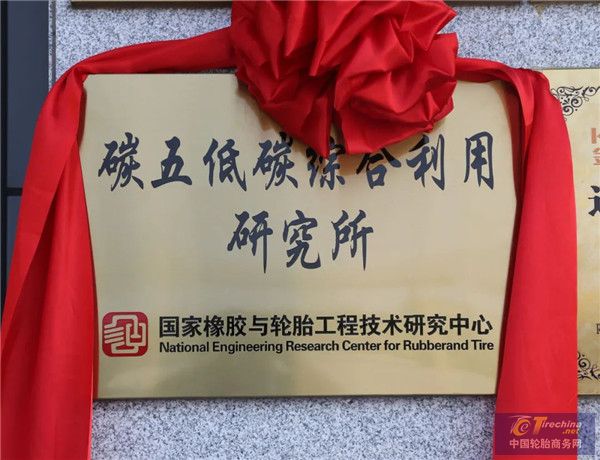 碳五低碳综合利用
研究所
国家橡胶与轮胎工程技术研究中心
National Engineering Research Center for Rubberand Tire
Tirechina
.net
中国轮胎商务网